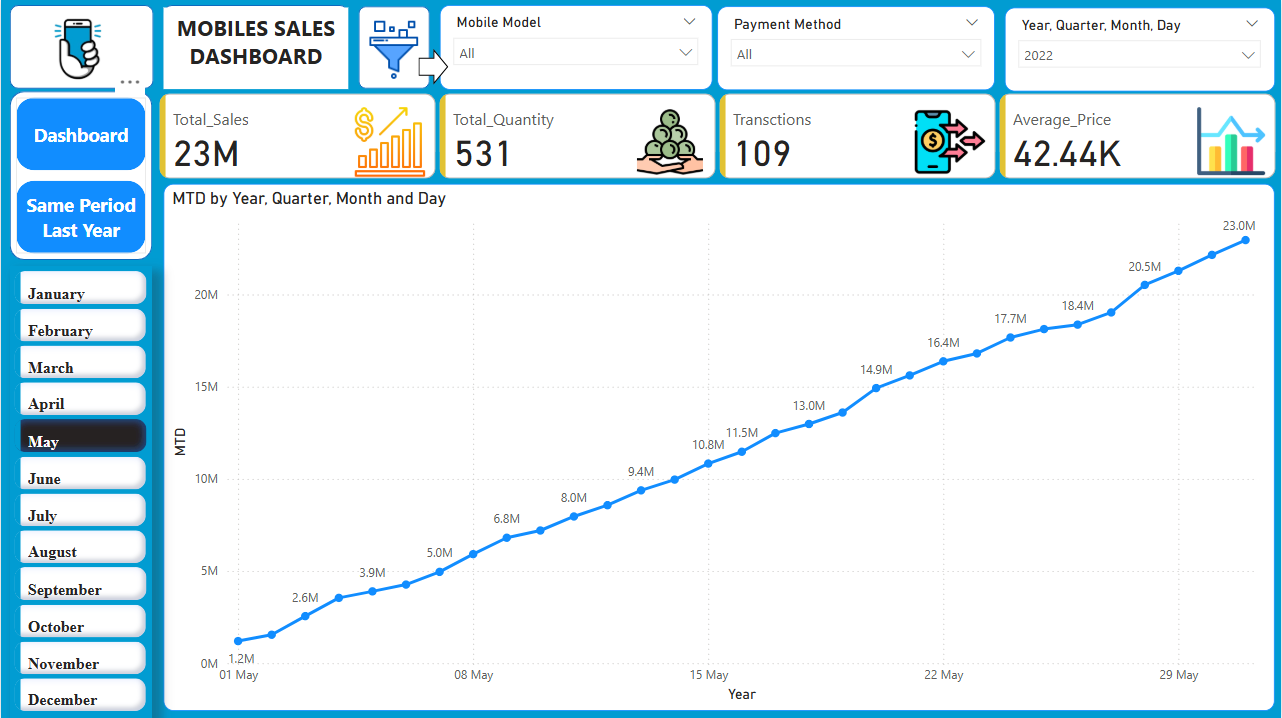 MOBILES SALES
DASHBOARD
Mobile Model
All
Payment Method
All
Year, Quarter, Month, Day
2022
Dashboard
Same Period
Last Year
Total_Sales
23M
Total_Quantity
531
Transctions
109
Average_Price
42.44K
January
February
March
April
May
June
July
August
September
October
November
December
MTD by Year, Quarter, Month and Day
MTD
20M
15M
10M
5M
0M
1.2M
2.6M
3.9M
5.0M
6.8M
8.0M
9.4M
10.8M
11.5M
13.0M
14.9M
16.4M
17.7M
18.4M
20.5M
23.0M
01 May
08 May
15 May
22 May
29 May
Year